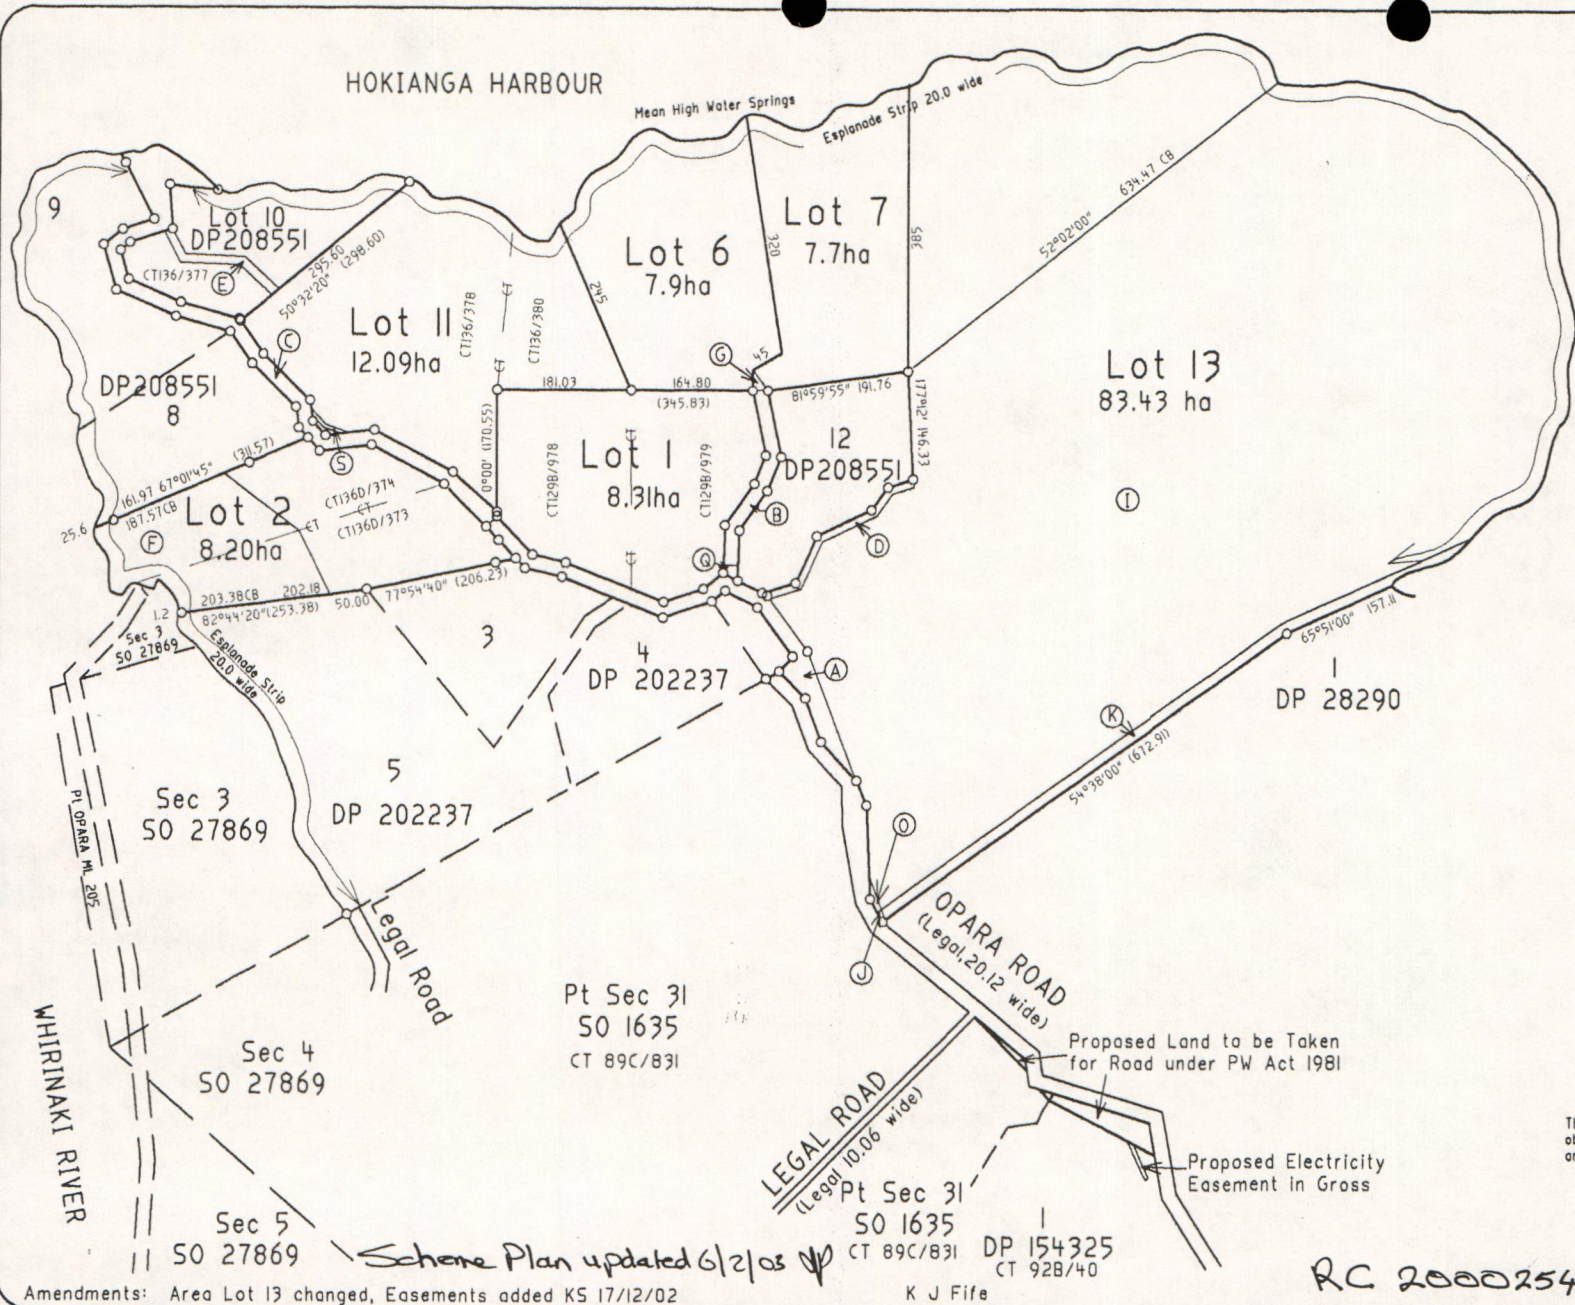 HOKIANGA HARBOUR
Mean High Water Springs
Esplanade Strip 20.0 wide
9
Lot 10
DP208551
CT136/377
E
295.60
50°32'20" (298.60)
C
Lot 11
12.09ha
CT136/378
CT
CT136/380
CT
245
Lot 6
7.9ha
320
45
G
Lot 7
7.7ha
385
634.47 CB
52°02'00"
Lot 13
83.43 ha
I
DP208551
8
S
181.03
164.80
(345.83)
81°59'55" 191.76
177°12' 146.33
0°00' (170.55)
CT129B/978
Lot 1
8.31ha
CT
CT129B/979
CT
12
DP208551
B
D
Q
161.97 67°01'45" (311.57)
187.57CB
25.6
Lot 2
8.20ha
F
CT136D/374
CT
CT136D/373
CT
203.38CB 202.18
82°44'20"(253.38) 50.00
77°54'40" (206.23)
1.2
Sec 3
SO 27869
Esplanade Strip
20.0 wide
3
4
DP 202237
A
65°51'00" 157.11
1
DP 28290
K
54°38'00" (672.91)
5
DP 202237
Sec 3
SO 27869
Pt OPARA ML 205
O
J
OPARA ROAD
(Legal,20.12 wide)
Legal Road
Pt Sec 31
SO 1635
CT 89C/831
WHIRINAKI RIVER
Sec 4
SO 27869
Proposed Land to be Taken
for Road under PW Act 1981
LEGAL ROAD
(Legal 10.06 wide)
Proposed Electricity
Easement in Gross
Pt Sec 31
SO 1635
CT 89C/831
1
DP 154325
CT 92B/40
Sec 5
SO 27869
Scheme Plan updated 6/2/03
RC 2000254
Amendments: Area Lot 13 changed, Easements added KS 17/12/02
K J Fife